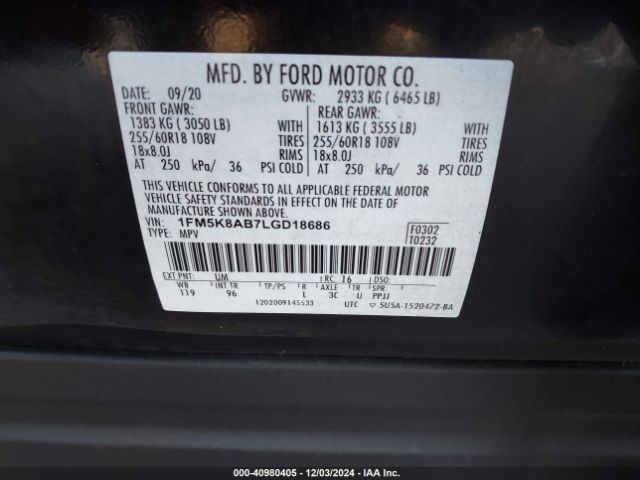 MFD. BY FORD MOTOR CO.
DATE: 09/20 GVWR: 2933 KG ( 6465 LB)
FRONT GAWR: REAR GAWR:
1383 KG ( 3050 LB) WITH 1613 KG ( 3555 LB) WITH
255/60R18 108V TIRES 255/60R18 108V TIRES
18x8.0J RIMS 18x8.0J RIMS
AT 250 kPa/ 36 PSI COLD AT 250 kPa/ 36 PSI COLD
THIS VEHICLE CONFORMS TO ALL APPLICABLE FEDERAL MOTOR
VEHICLE SAFETY STANDARDS IN EFFECT ON THE DATE OF
MANUFACTURE SHOWN ABOVE.
VIN: 1FM5K8AB7LGD18686 F0302
TYPE: MPV T0232
EXT PNT: UM RC: 16 DSO:
WB INT TR TP/PS R AXLE TR SPR
119 96 L 3C U PPJJ
1202009145533 UTC ▽ 5U5A-1520472-BA
© - 40980405 - 12/03/2024 - IAAI.COM